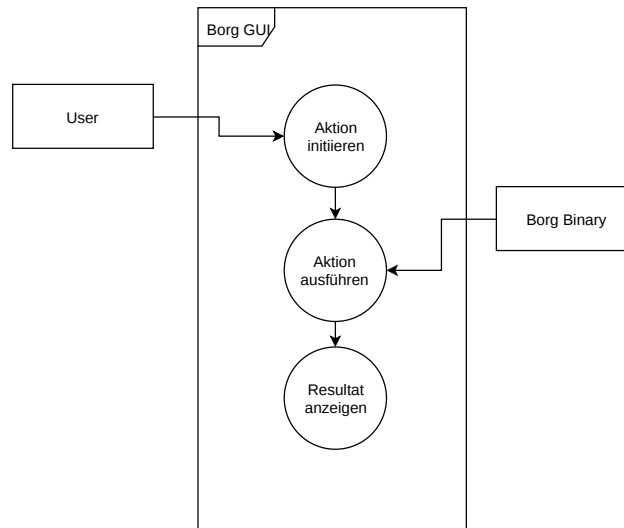 Borg GUI
User
Aktion
initiieren
Borg Binary
Aktion
ausführen
Resultat
anzeigen